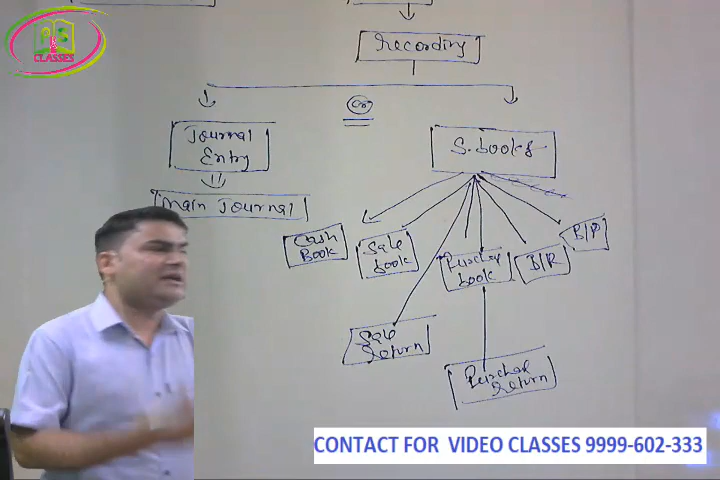 Recording
CLASSES
or
Journal
Entry
S.books
Main Journal
Cash
Book
Sale
book
Purchase
book
B/R
B/P
Sale
Return
Purchase
Return
CONTACT FOR VIDEO CLASSES 9999-602-333